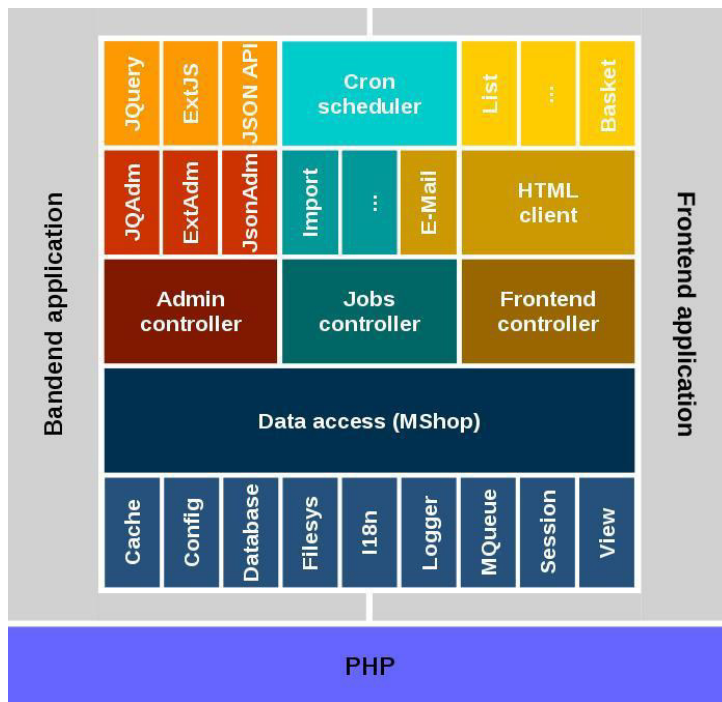 JQuery
ExtJS
JSON API
Cron
scheduler
List
...
Basket
JQAdm
ExtAdm
JsonAdm
Import
...
E-Mail
HTML
client
Bandend application
Frontend application
Admin
controller
Jobs
controller
Frontend
controller
Data access (MShop)
Cache
Config
Database
Filesys
I18n
Logger
MQueue
Session
View
PHP